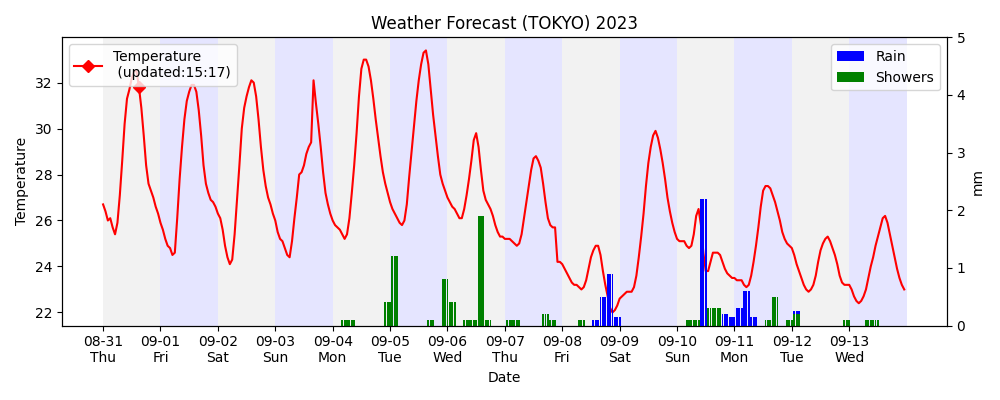 Weather Forecast (TOKYO) 2023
Temperature
(updated:15:17)
Rain
Showers
Temperature
32
30
28
26
24
22
5
4
3
2
1
0
mm
08-31 09-01 09-02 09-03 09-04 09-05 09-06 09-07 09-08 09-09 09-10 09-11 09-12 09-13
Thu Fri Sat Sun Mon Tue Wed Thu Fri Sat Sun Mon Tue Wed
Date